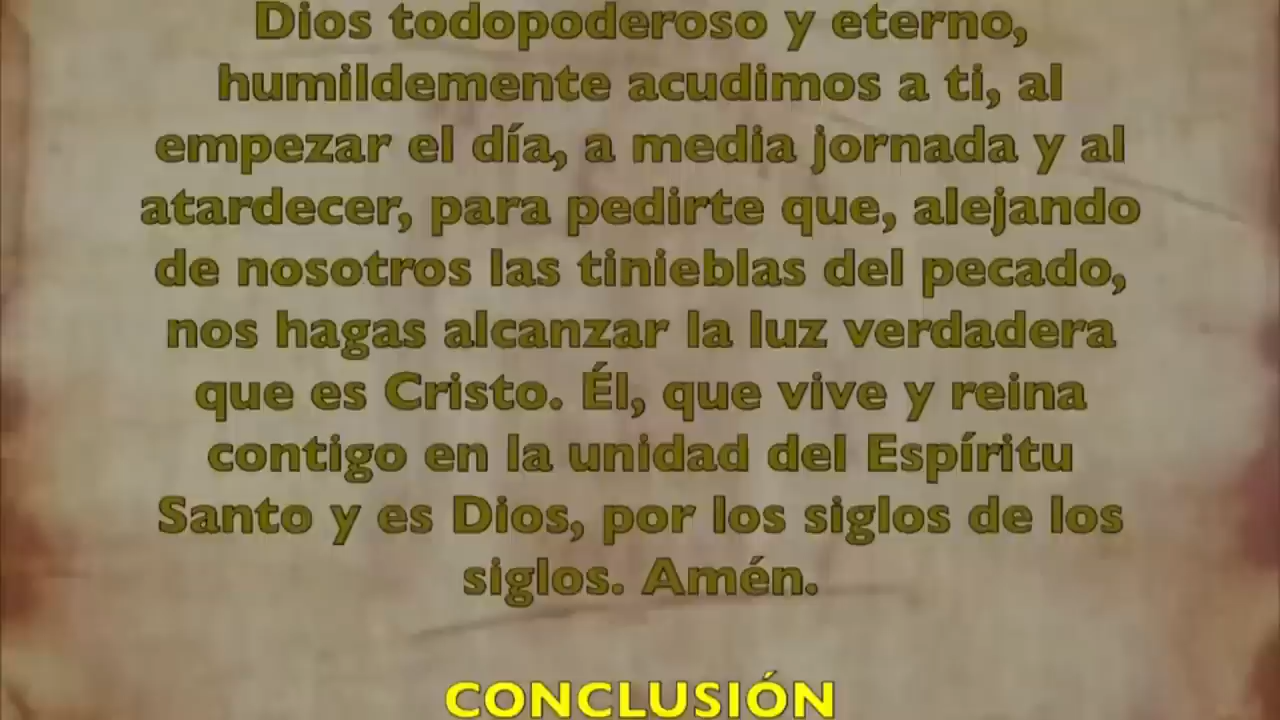 Dios todopoderoso y eterno,
humildemente acudimos a ti, al
empezar el día, a media jornada y al
atardecer, para pedirte que, alejando
de nosotros las tinieblas del pecado,
nos hagas alcanzar la luz verdadera
que es Cristo. Él, que vive y reina
contigo en la unidad del Espíritu
Santo y es Dios, por los siglos de los
siglos. Amén.
CONCLUSIÓN